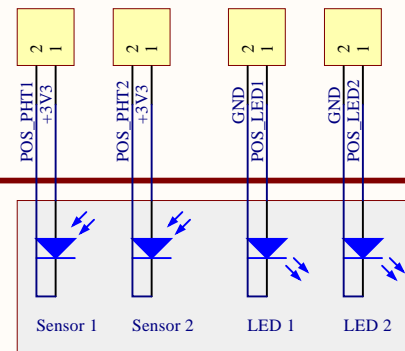 2 1 2 1 2 1 2 1
POS_PHT1
+3V3
POS_PHT2
+3V3
GND
POS_LED1
GND
POS_LED2
Sensor 1 Sensor 2 LED 1 LED 2